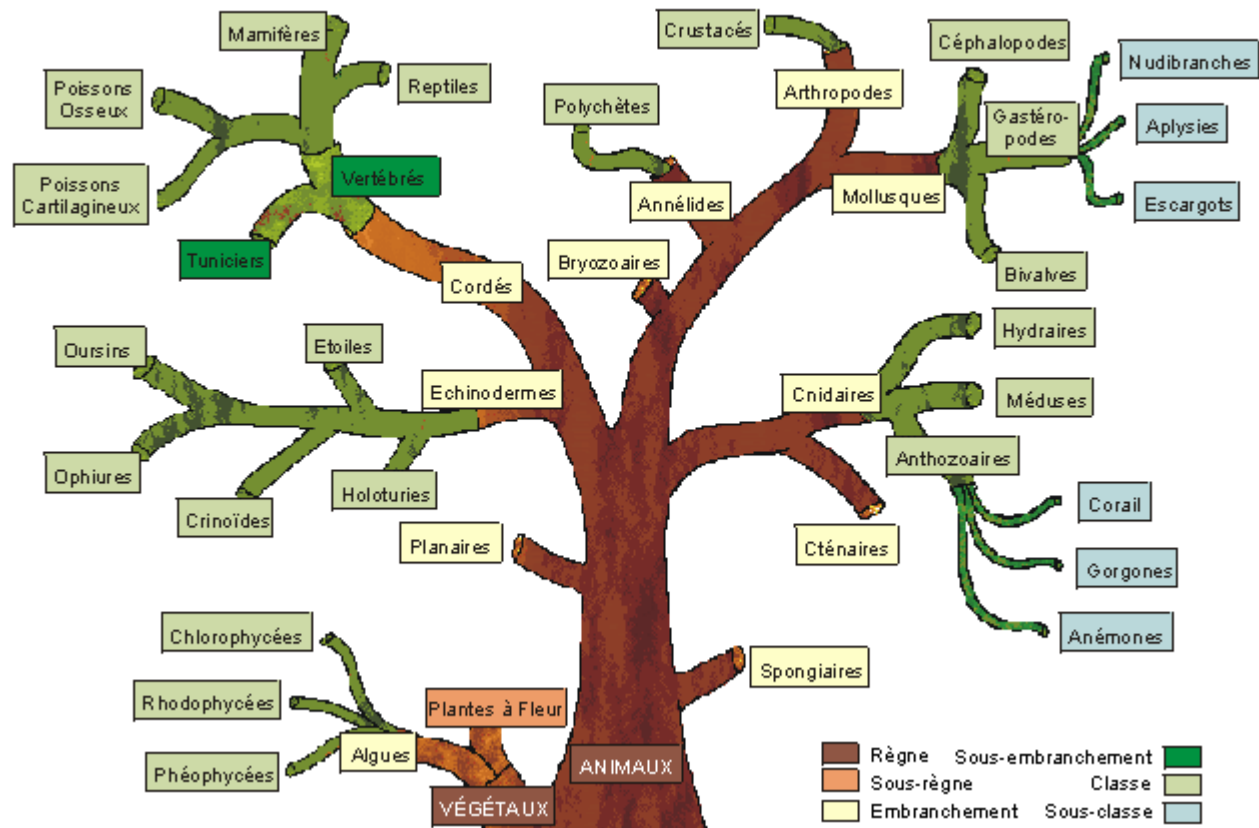 Mamifères
Crustacés
Céphalopodes
Nudibranches
Poissons
Osseux
Reptiles
Polychètes
Arthropodes
Gastéro-
podes
Aplysies
Poissons
Cartilagineux
Vertébrés
Annélides
Mollusques
Escargots
Tuniciers
Cordés
Bryozoaires
Bivalves
Oursins
Etoiles
Hydraires
Echinodermes
Cnidaires
Méduses
Ophiures
Crinoïdes
Holoturies
Anthozoaires
Corail
Planaires
Cténaires
Gorgones
Chlorophycées
Anémones
Spongiaires
Rhodophycées
Plantes à Fleur
Phéophycées
Algues
ANIMAUX
VÉGÉTAUX
Règne Sous-embranchement
Sous-règne Classe
Embranchement Sous-classe